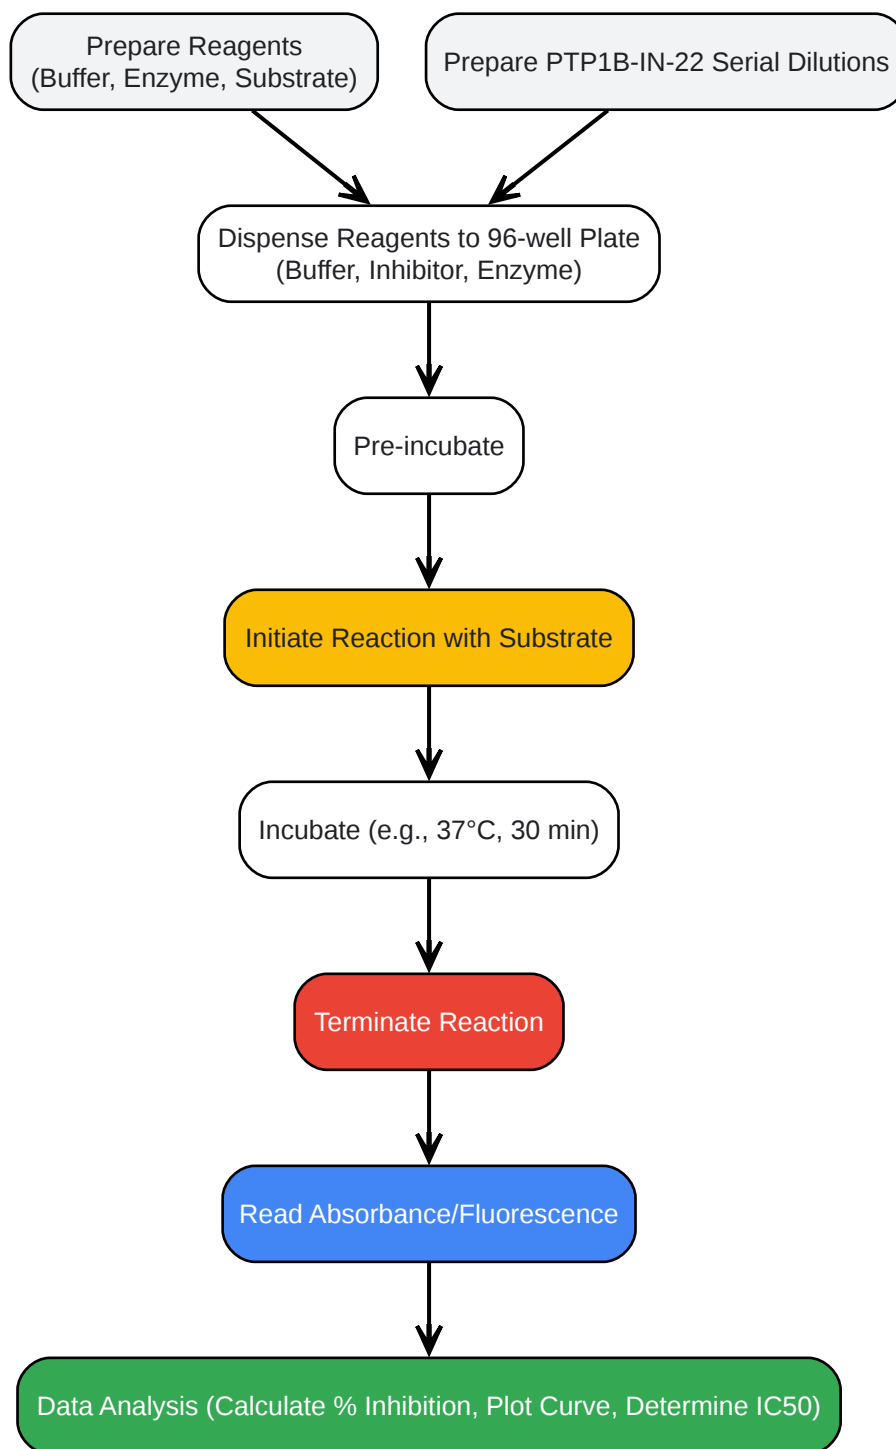 Prepare Reagents
(Buffer, Enzyme, Substrate)
Prepare PTP1B-IN-22 Serial Dilutions
Dispense Reagents to 96-well Plate
(Buffer, Inhibitor, Enzyme)
Pre-incubate
Initiate Reaction with Substrate
Incubate (e.g., 37°C, 30 min)
Terminate Reaction
Read Absorbance/Fluorescence
Data Analysis (Calculate % Inhibition, Plot Curve, Determine IC50)